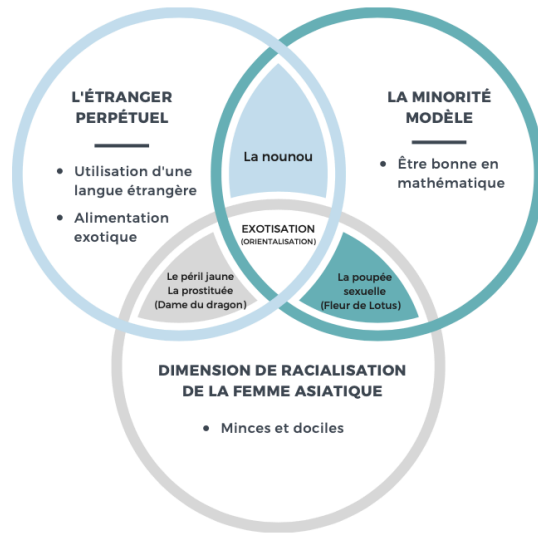 L'ÉTRANGER
PERPÉTUEL
• Utilisation d'une
langue étrangère
• Alimentation
exotique
LA MINORITÉ
MODÈLE
• Être bonne en
mathématique
La nounou
EXOTISATION
(ORIENTALISATION)
Le péril jaune
La prostituée
(Dame du dragon)
La poupée
sexuelle
(Fleur de Lotus)
DIMENSION DE RACIALISATION
DE LA FEMME ASIATIQUE
• Minces et dociles